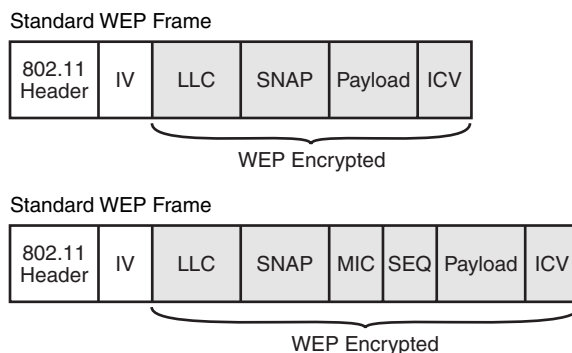 Standard WEP Frame
802.11 Header IV LLC SNAP Payload ICV
WEP Encrypted
Standard WEP Frame
802.11 Header IV LLC SNAP MIC SEQ Payload ICV
WEP Encrypted